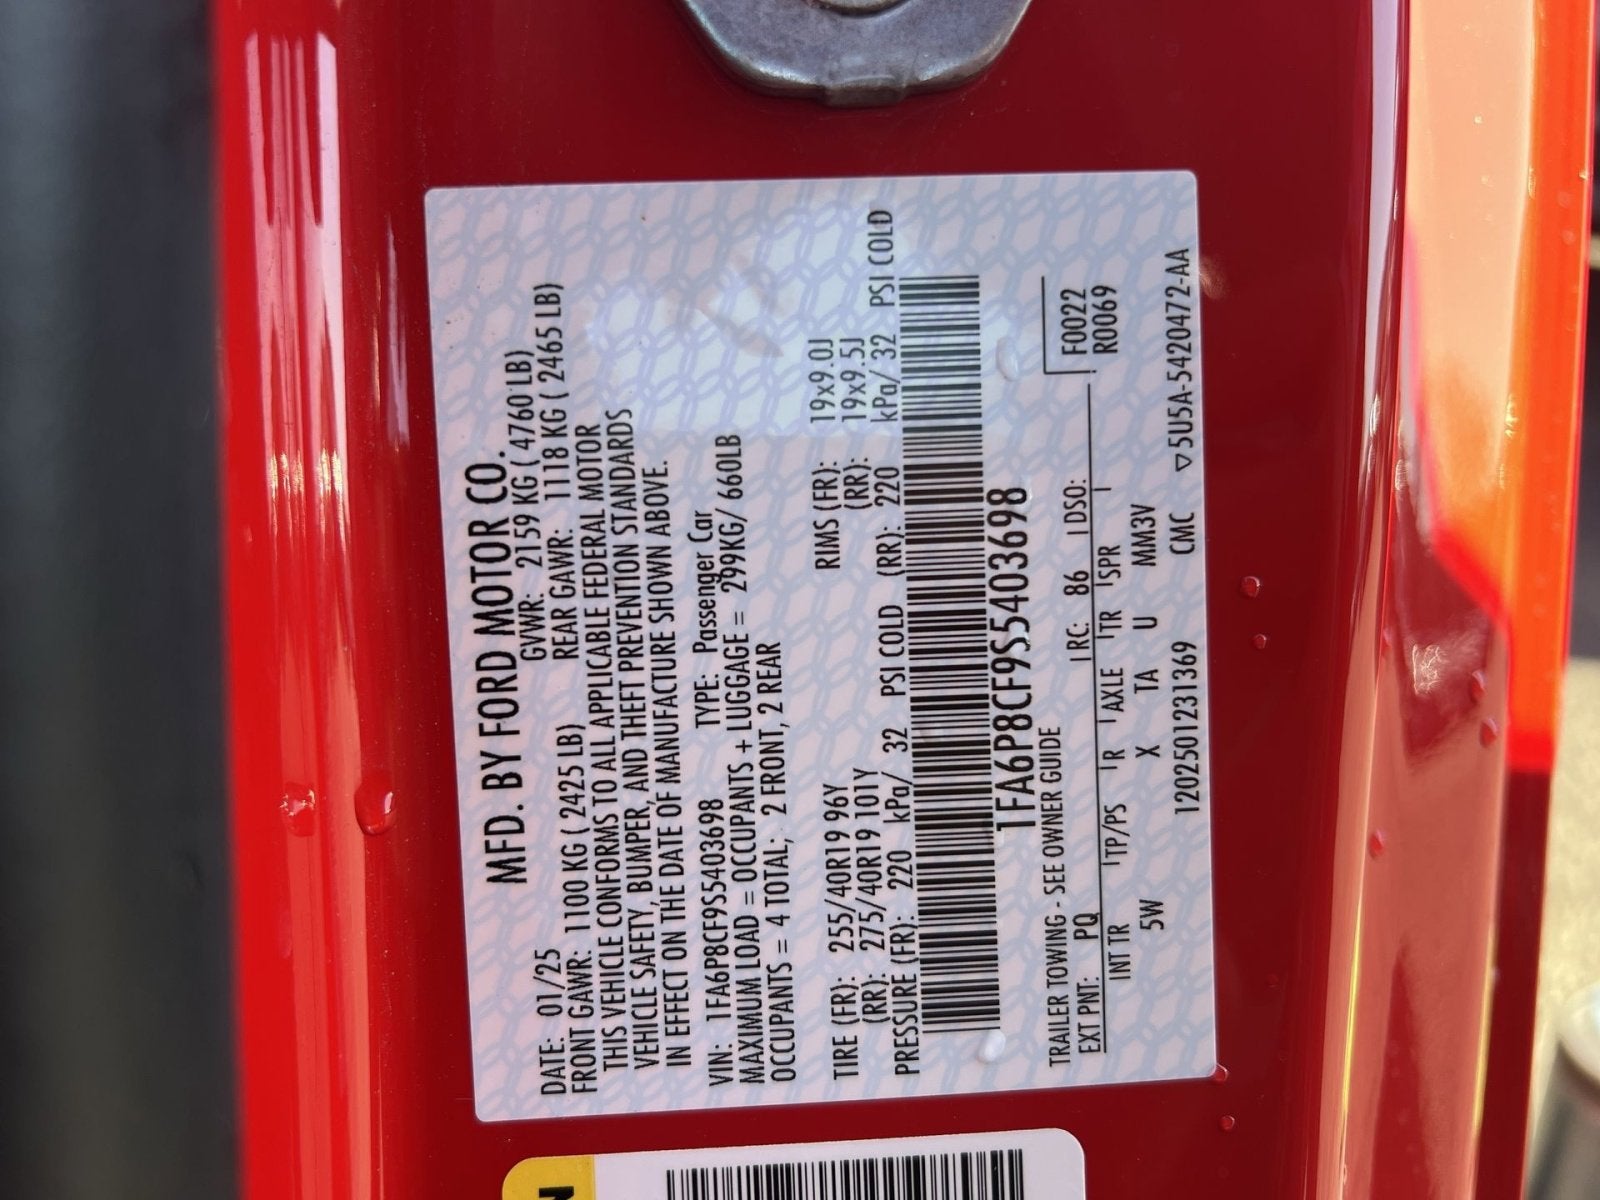 MFD. BY FORD MOTOR CO.
DATE: 01/25 GVWR: 2159 KG ( 4760 LB)
FRONT GAWR: 1100 KG ( 2425 LB) REAR GAWR: 1118 KG ( 2465 LB)
THIS VEHICLE CONFORMS TO ALL APPLICABLE FEDERAL MOTOR
VEHICLE SAFETY, BUMPER, AND THEFT PREVENTION STANDARDS
IN EFFECT ON THE DATE OF MANUFACTURE SHOWN ABOVE.
VIN: 1FA6P8CF9S5403698 TYPE: Passenger Car
MAXIMUM LOAD = OCCUPANTS + LUGGAGE = 299KG/ 660LB
OCCUPANTS = 4 TOTAL; 2 FRONT, 2 REAR
TIRE (FR): 255/40R19 96Y RIMS (FR): 19x9.0J
(RR): 275/40R19 101Y (RR): 19x9.5J
PRESSURE (FR): 220 kPa/ 32 PSI COLD (RR): 220 kPa/ 32 PSI COLD
1FA6P8CF9S5403698
TRAILER TOWING - SEE OWNER GUIDE
F0022
EXT PNT: PQ RC: 86 DSO: R0069
INT TR TP/PS R AXLE TR SPR
5W X TA U MM3V
120250123136​9 CMC ▽5U5A-5420472-AA
N